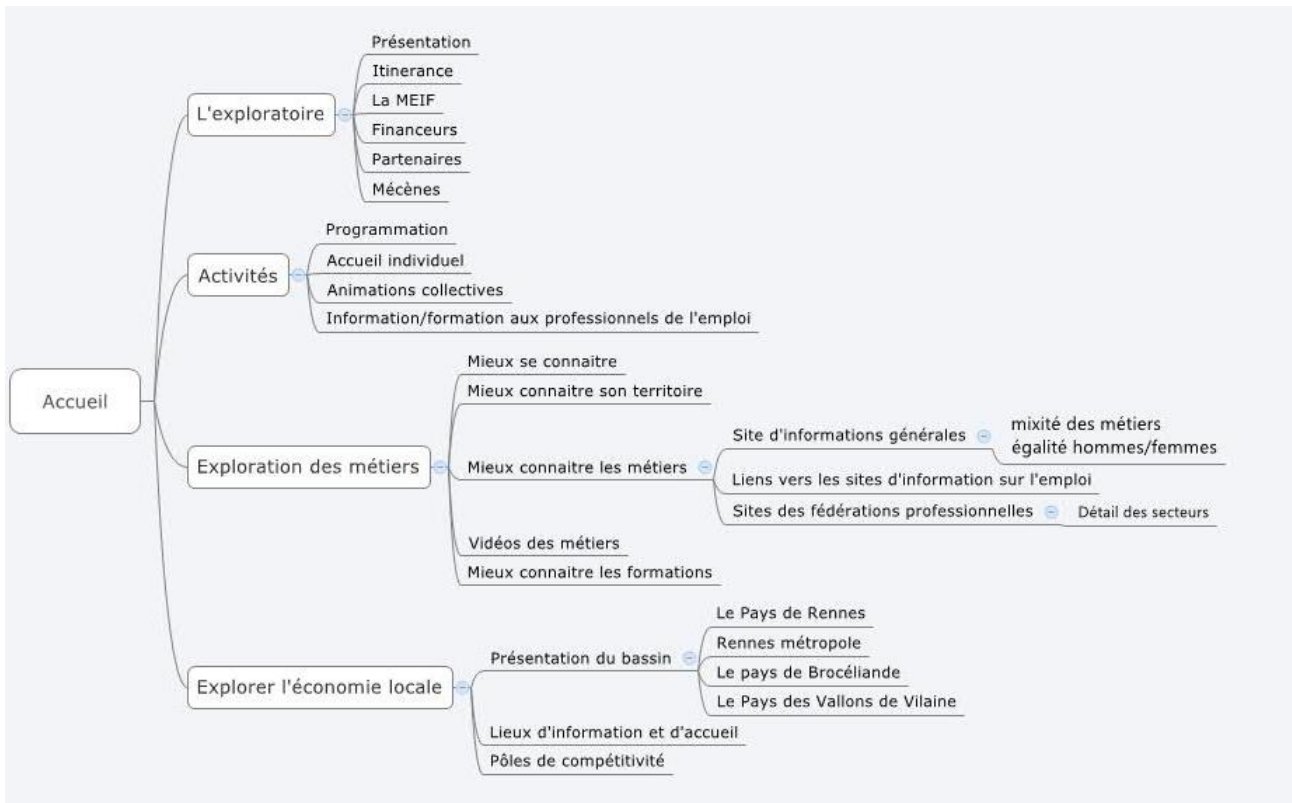 Accueil
L'exploratoire
Présentation
Itinerance
La MEIF
Financeurs
Partenaires
Mécènes
Activités
Programmation
Accueil individuel
Animations collectives
Information/formation aux professionnels de l'emploi
Exploration des métiers
Mieux se connaitre
Mieux connaitre son territoire
Mieux connaitre les métiers
Site d'informations générales
mixité des métiers
égalité hommes/femmes
Liens vers les sites d'information sur l'emploi
Sites des fédérations professionnelles
Détail des secteurs
Vidéos des métiers
Mieux connaitre les formations
Explorer l'économie locale
Présentation du bassin
Le Pays de Rennes
Rennes métropole
Le pays de Brocéliande
Le Pays des Vallons de Vilaine
Lieux d'information et d'accueil
Pôles de compétitivité